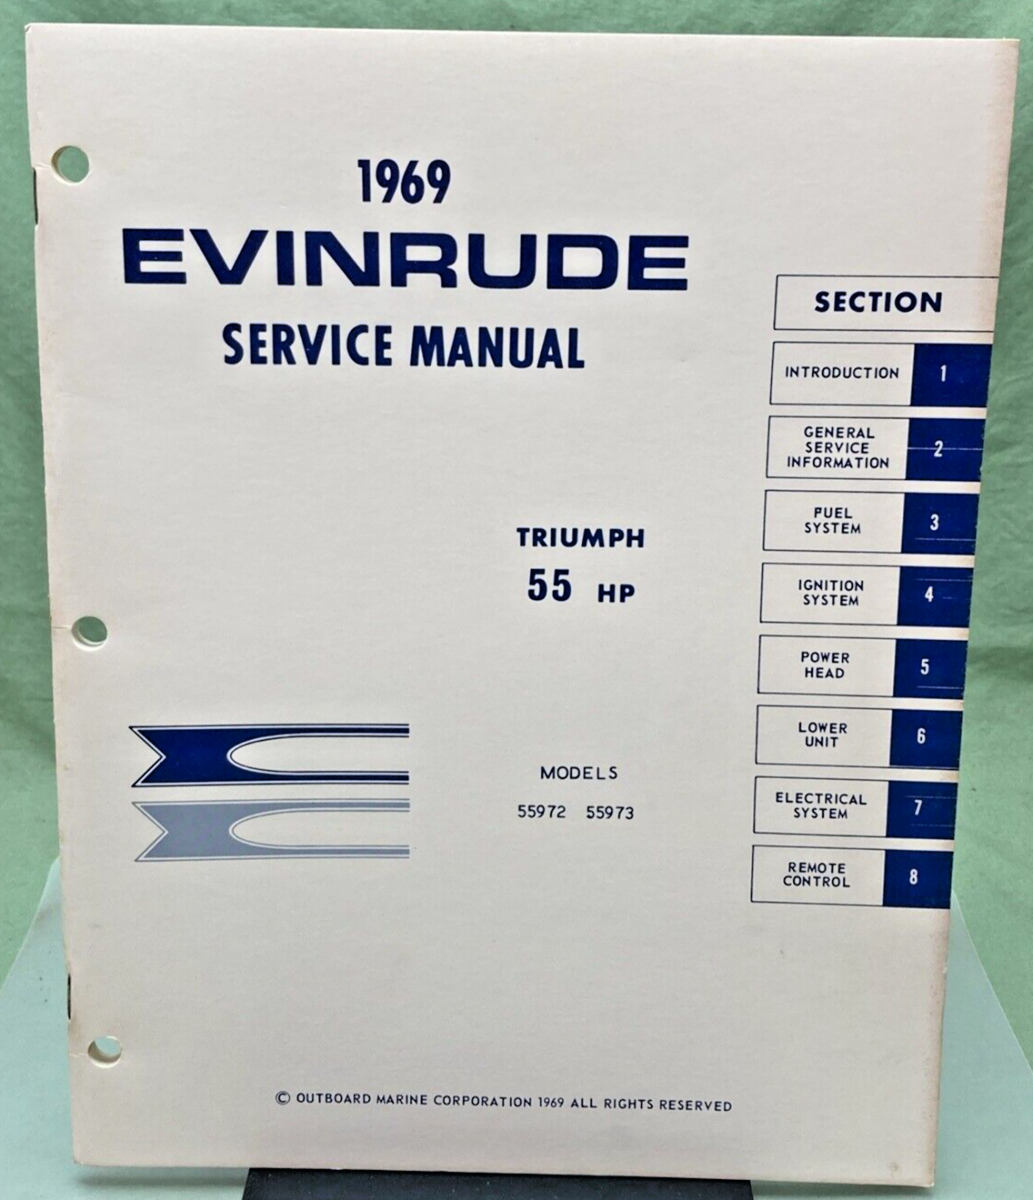 1969
EVINRUDE
SERVICE MANUAL
TRIUMPH
55 HP
MODELS
55972 55973
SECTION
INTRODUCTION 1
GENERAL
SERVICE 2
INFORMATION
FUEL
SYSTEM 3
IGNITION
SYSTEM 4
POWER
HEAD 5
LOWER
UNIT 6
ELECTRICAL
SYSTEM 7
REMOTE
CONTROL 8
© OUTBOARD MARINE CORPORATION 1969 ALL RIGHTS RESERVED